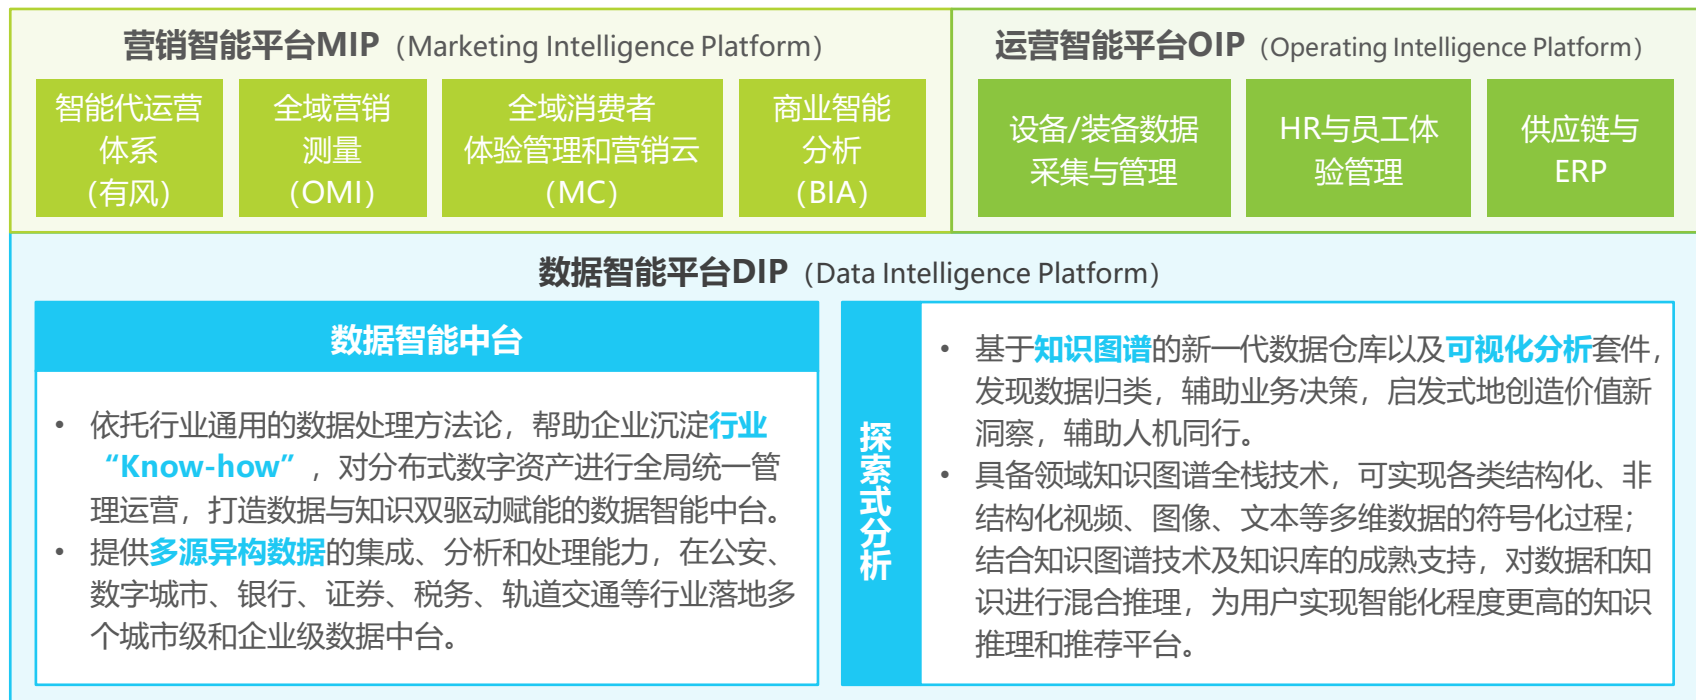 营销智能平台MIP（Marketing Intelligence Platform）
智能代运营
体系
（有风）
全域营销
测量
（OMI）
全域消费者
体验管理和营销云
（MC）
商业智能
分析
（BIA）
运营智能平台OIP（Operating Intelligence Platform）
设备/装备数据
采集与管理
HR与员工体
验管理
供应链与
ERP
数据智能平台DIP（Data Intelligence Platform）
数据智能中台
• 依托行业通用的数据处理方法论，帮助企业沉淀行业
“Know-how”，对分布式数字资产进行全局统一管
理运营，打造数据与知识双驱动赋能的数据智能中台。
• 提供多源异构数据的集成、分析和处理能力，在公安、
数字城市、银行、证券、税务、轨道交通等行业落地多
个城市级和企业级数据中台。
探索式分析
• 基于知识图谱的新一代数据仓库以及可视化分析套件，
发现数据归类，辅助业务决策，启发式地创造价值新
洞察，辅助人机同行。
• 具备领域知识图谱全栈技术，可实现各类结构化、非
结构化视频、图像、文本等多维数据的符号化过程；
结合知识图谱技术及知识库的成熟支持，对数据和知
识进行混合推理，为用户实现智能化程度更高的知识
推理和推荐平台。